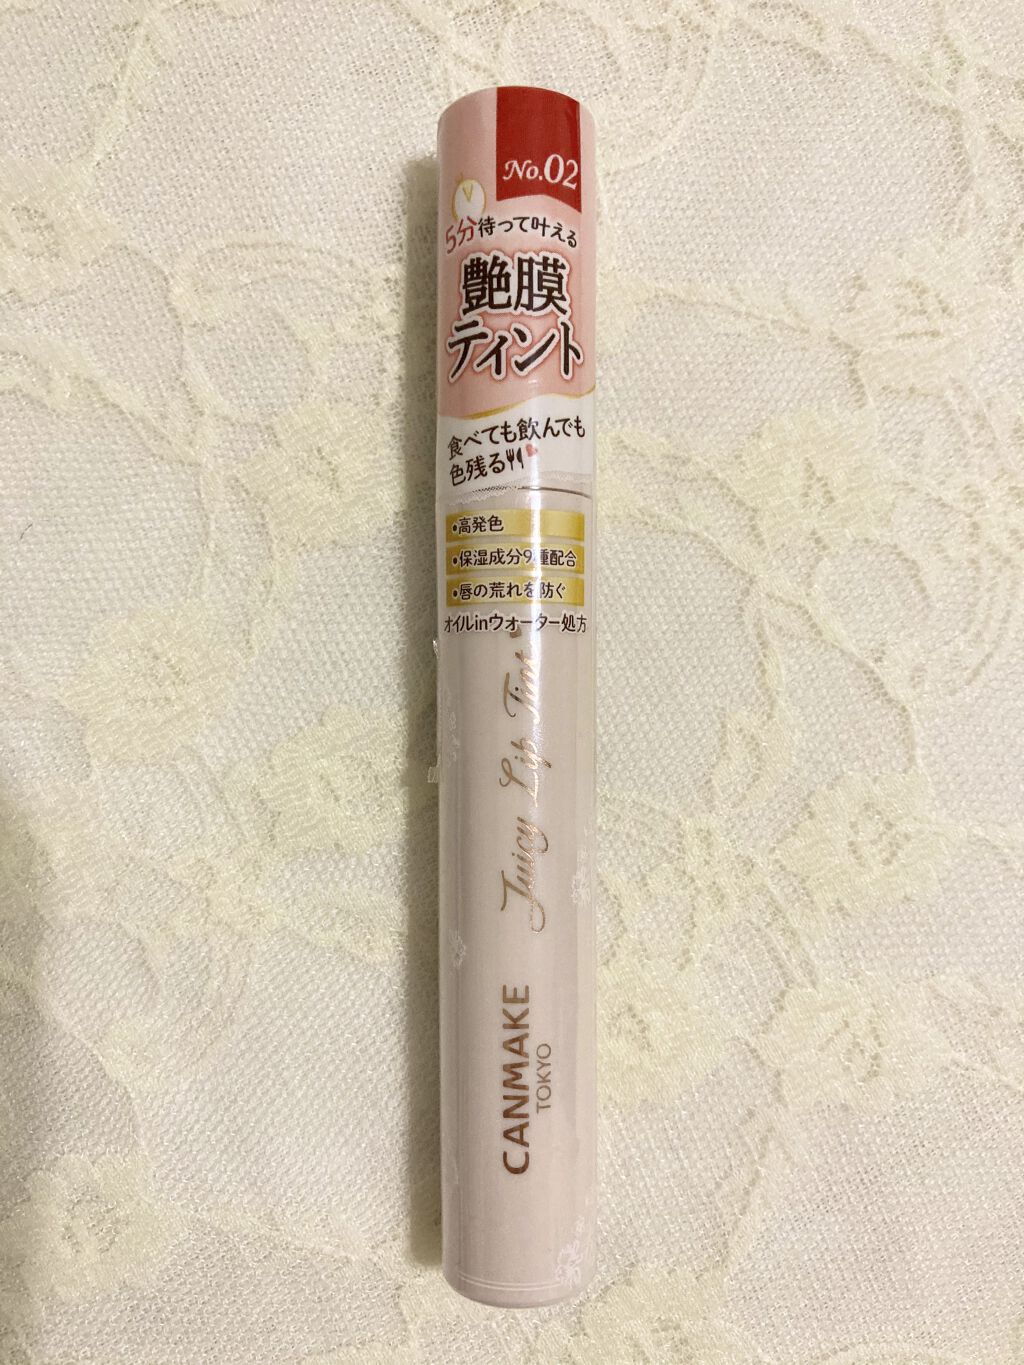 No.02
5分待って叶える
艶膜
ティント
食べても飲んでも
色残る
•高発色
•保湿成分9種配合
•唇の荒れを防ぐ
オイルinウォーター処方
Juicy Lip Tint
CANMAKE
TOKYO